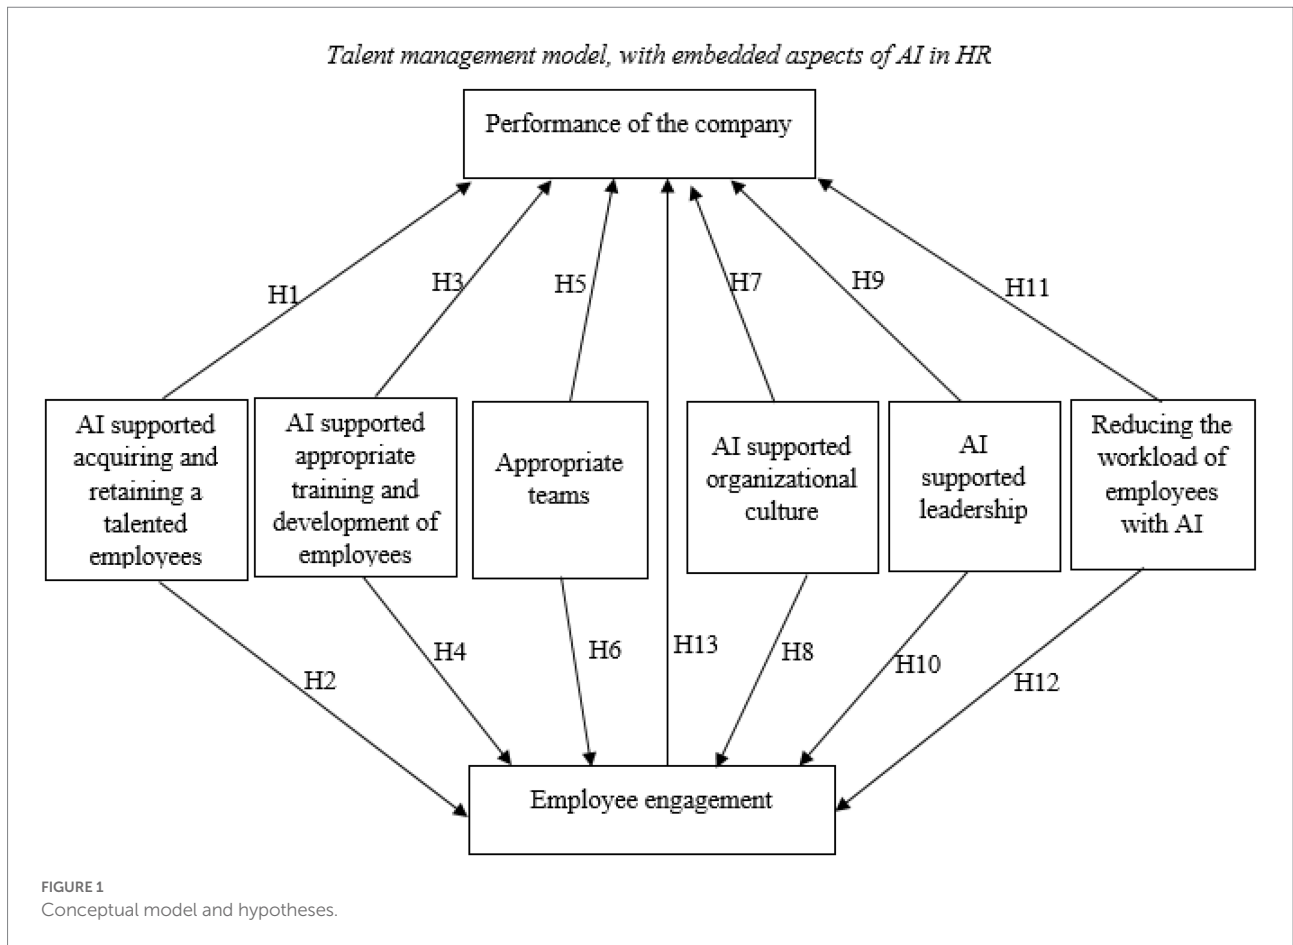 Talent management model, with embedded aspects of AI in HR
Performance of the company
H1
H3
H5
H7
H9
H11
AI supported
acquiring and
retaining a
talented
employees
AI supported
appropriate
training and
development of
employees
Appropriate
teams
AI supported
organizational
culture
AI
supported
leadership
Reducing the
workload of
employees
with AI
H2
H4
H6
H13
H8
H10
H12
Employee engagement
FIGURE 1
Conceptual model and hypotheses.